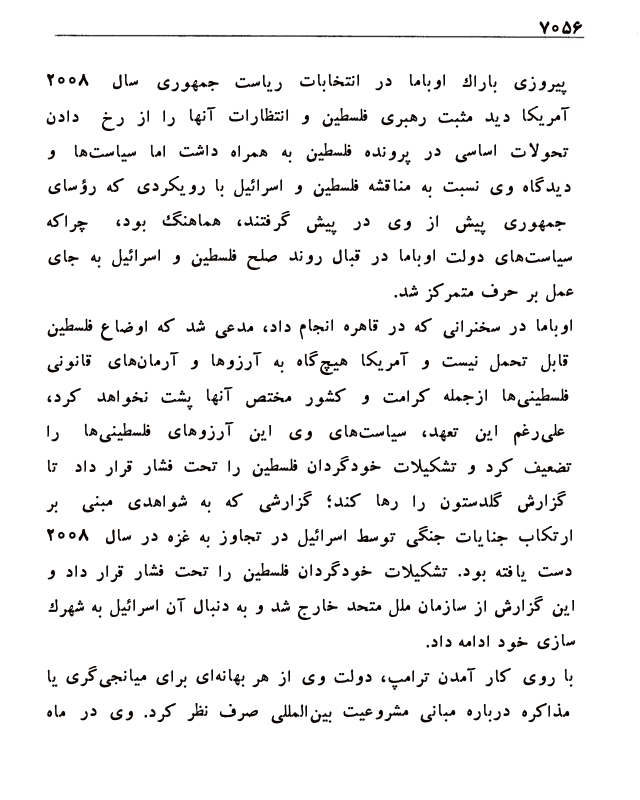 ۷۰۵۶
پیروزی باراك اوباما در انتخابات ریاست جمهوری سال ۲۰۰۸
آمریکا دید مثبت رهبری فلسطین و انتظارات آنها را از رخ دادن
تحولات اساسی در پرونده فلسطین به همراه داشت اما سیاست‌ها و
دیدگاه وی نسبت به مناقشه فلسطین و اسرائیل با رویکردی که رؤسای
جمهوری پیش از وی در پیش گرفتند، هماهنگ بود، چراکه
سیاست‌های دولت اوباما در قبال روند صلح فلسطین و اسرائیل به جای
عمل بر حرف متمرکز شد.
اوباما در سخنرانی که در قاهره انجام داد، مدعی شد که اوضاع فلسطین
قابل تحمل نیست و آمریکا هیچ‌گاه به آرزوها و آرمان‌های قانونی
فلسطینی‌ها ازجمله کرامت و کشور مختص آنها پشت نخواهد کرد،
علی‌رغم این تعهد، سیاست‌های وی این آرزوهای فلسطینی‌ها را
تضعیف کرد و تشکیلات خودگردان فلسطین را تحت فشار قرار داد تا
گزارش گلدستون را رها کند؛ گزارشی که به شواهدی مبنی بر
ارتکاب جنایات جنگی توسط اسرائیل در تجاوز به غزه در سال ۲۰۰۸
دست یافته بود. تشکیلات خودگردان فلسطین را تحت فشار قرار داد و
این گزارش از سازمان ملل متحد خارج شد و به دنبال آن اسرائیل به شهرك
سازی خود ادامه داد.
با روی کار آمدن ترامپ، دولت وی از هر بهانه‌ای برای میانجی‌گری یا
مذاکره درباره مبانی مشروعیت بین‌المللی صرف نظر کرد. وی در ماه